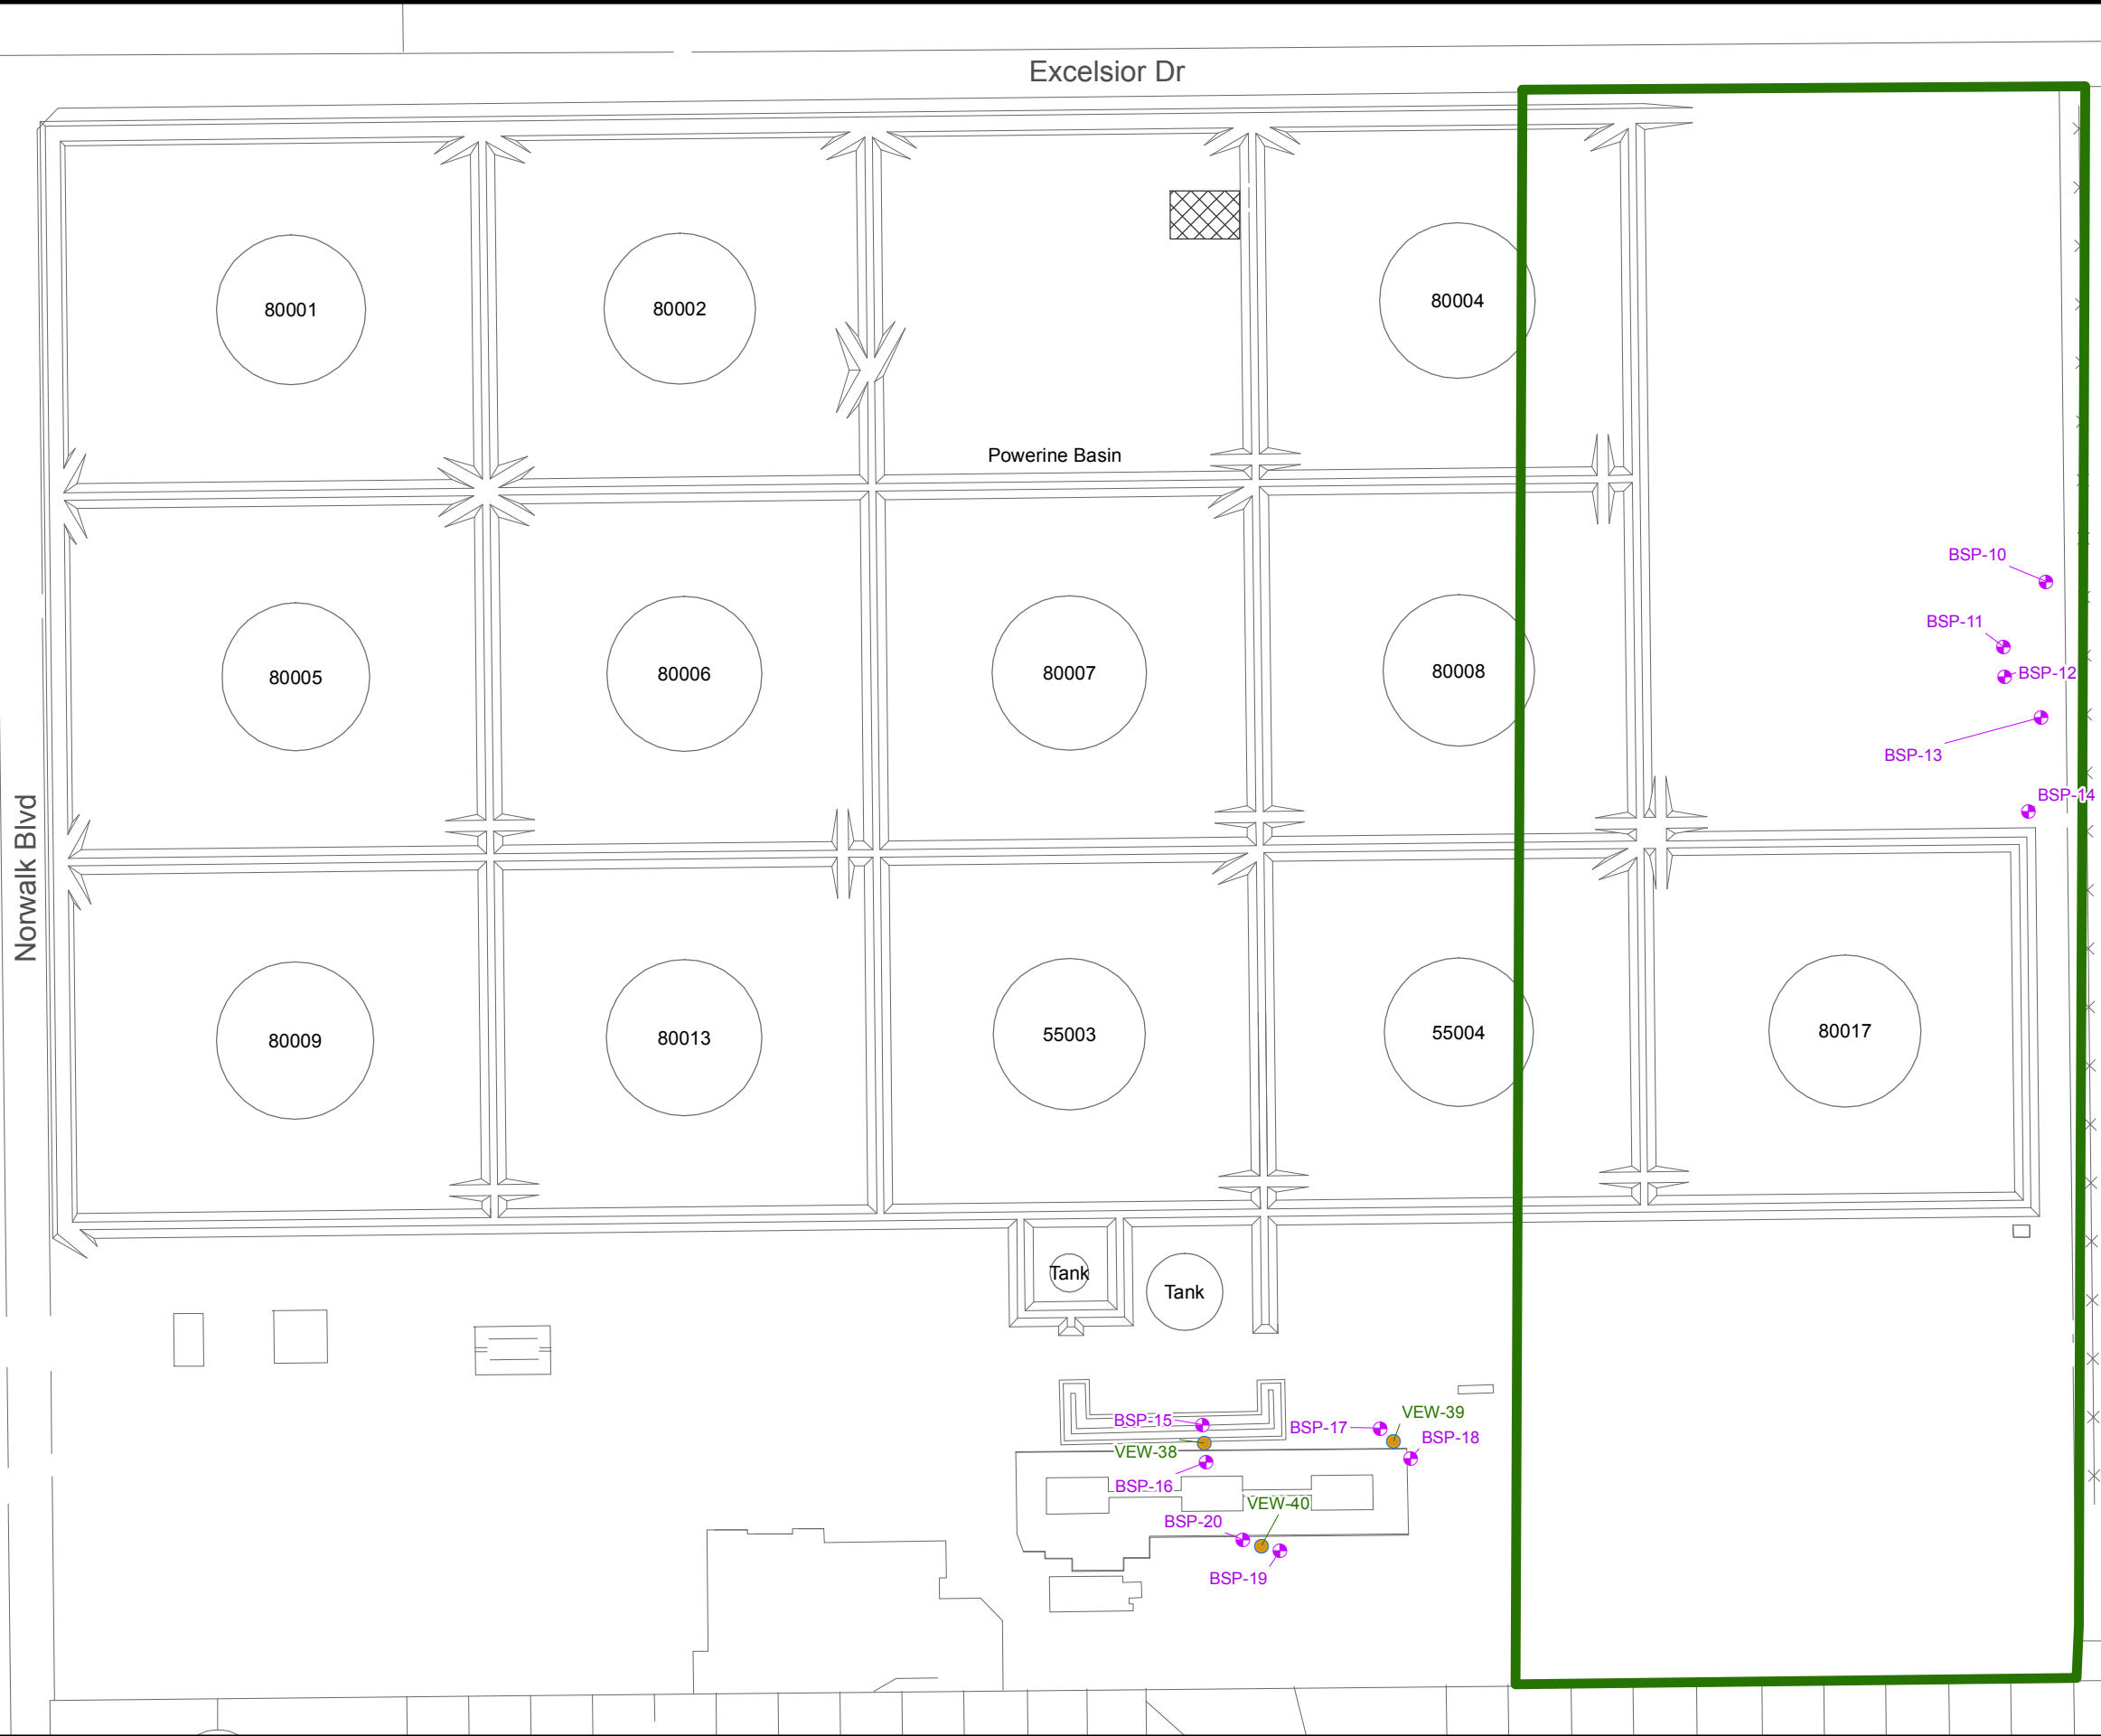 Excelsior Dr
80001
80002
80004
Powerine Basin
BSP-10
BSP-11
BSP-12
80005
80006
80007
80008
BSP-13
BSP-14
Norwalk Blvd
80009
80013
55003
55004
80017
Tank
Tank
VEW-39
BSP-15
BSP-17
BSP-18
VEW-38
BSP-16
VEW-40
BSP-20
BSP-19